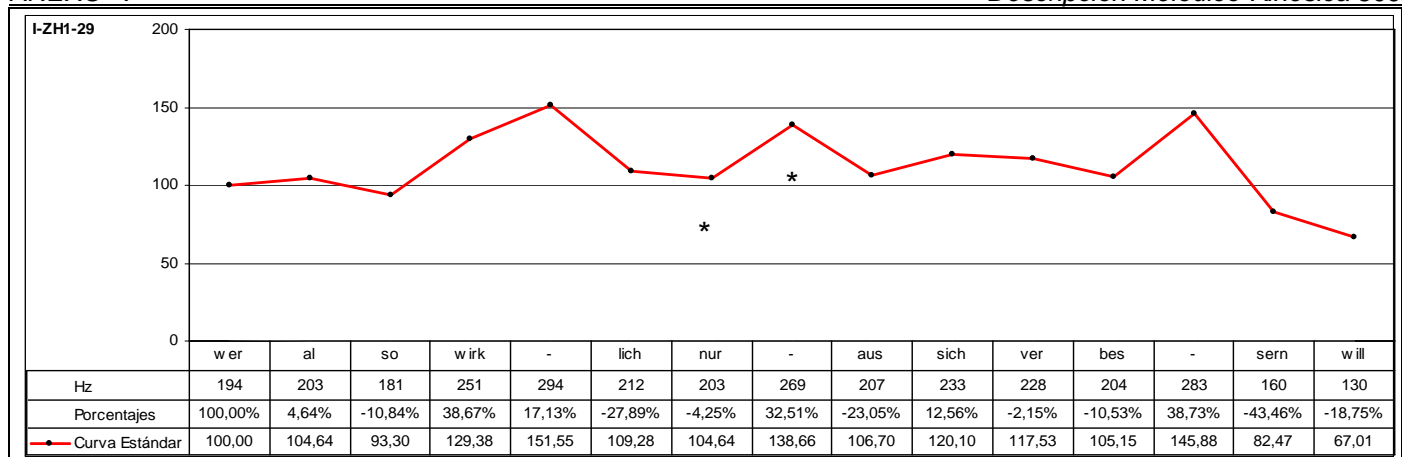 I-ZH1-29
200
150
100
50
0
* 
*
wer al so wirk - lich nur - aus sich ver bes - sern will
Hz 194 203 181 251 294 212 203 269 207 233 228 204 283 160 130
Porcentajes 100,00% 4,64% -10,84% 38,67% 17,13% -27,89% -4,25% 32,51% -23,05% 12,56% -2,15% -10,53% 38,73% -43,46% -18,75%
Curva Estándar 100,00 104,64 93,30 129,38 151,55 109,28 104,64 138,66 106,70 120,10 117,53 105,15 145,88 82,47 67,01